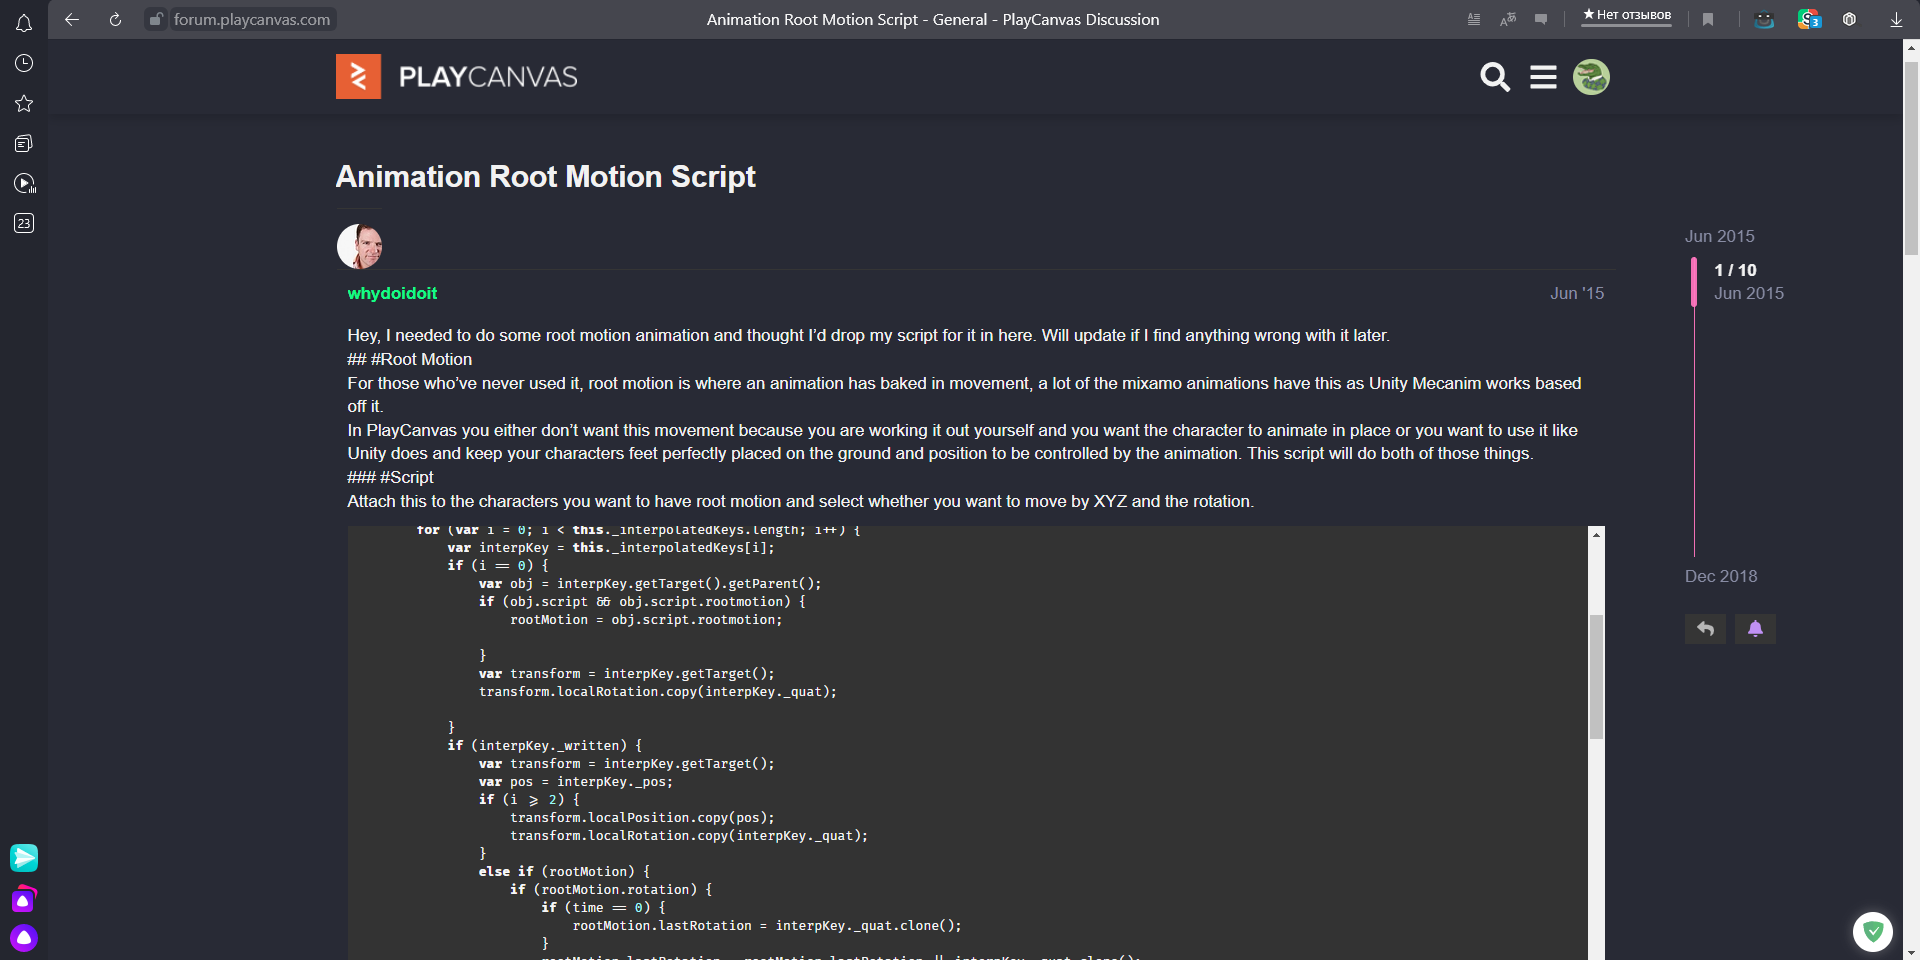 forum.playcanvas.com
Animation Root Motion Script - General - PlayCanvas Discussion
★Нет отзывов
3
23
PLAYCANVAS
Animation Root Motion Script
whydoidoit
Jun '15
Hey, I needed to do some root motion animation and thought I’d drop my script for it in here. Will update if I find anything wrong with it later.
## #Root Motion
For those who’ve never used it, root motion is where an animation has baked in movement, a lot of the mixamo animations have this as Unity Mecanim works based
off it.
In PlayCanvas you either don’t want this movement because you are working it out yourself and you want the character to animate in place or you want to use it like
Unity does and keep your characters feet perfectly placed on the ground and position to be controlled by the animation. This script will do both of those things.
### #Script
Attach this to the characters you want to have root motion and select whether you want to move by XYZ and the rotation.
for (var i = 0; i < this._interpolatedKeys.length; i++) {
var interpKey = this._interpolatedKeys[i];
if (i == 0) {
var obj = interpKey.getTarget().getParent();
if (obj.script && obj.script.rootmotion) {
rootMotion = obj.script.rootmotion;
}
var transform = interpKey.getTarget();
transform.localRotation.copy(interpKey._quat);
}
if (interpKey._written) {
var transform = interpKey.getTarget();
var pos = interpKey._pos;
if (i >= 2) {
transform.localPosition.copy(pos);
transform.localRotation.copy(interpKey._quat);
}
else if (rootMotion) {
if (rootMotion.rotation) {
if (time == 0) {
rootMotion.lastRotation = interpKey._quat.clone();
}
rootMotion.lastRotation = rootMotion.lastRotation || interpKey._quat.clone();
Jun 2015
1 / 10
Jun 2015
Dec 2018